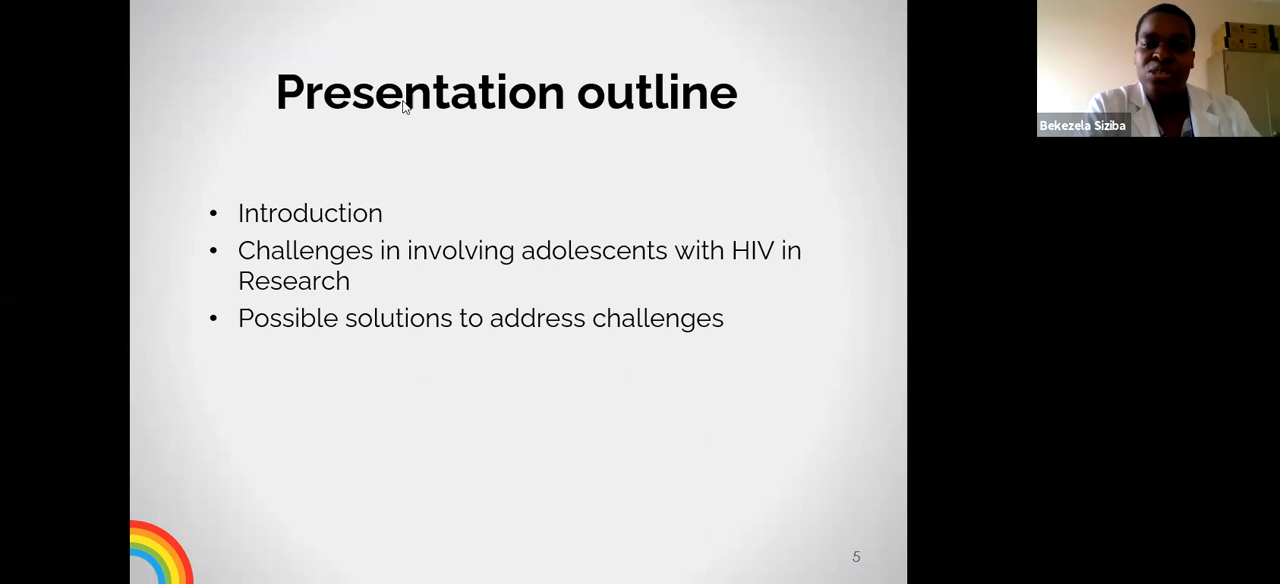 Presentation outline
• Introduction
• Challenges in involving adolescents with HIV in
Research
• Possible solutions to address challenges
5
Bekezela Siziba